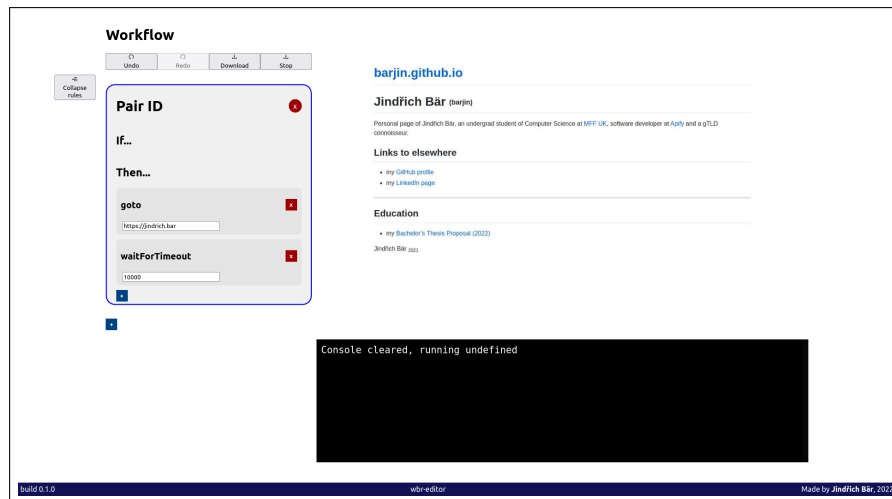 Workflow
Undo
Redo
Download
Stop
Collapse
rules
Pair ID
x
If...
Then...
goto
x
https://jindrich.bar
waitForTimeout
x
10000
+
+
barjin.github.io
Jindřich Bär (barjin)
Personal page of Jindřich Bär, an undergrad student of Computer Science at MFF UK, software developer at Apify and a gTLD
connoisseur.
Links to elsewhere
• my GitHub profile
• my LinkedIn page
Education
• my Bachelor's Thesis Proposal (2022)
Jindřich Bär 2021
Console cleared, running undefined
build 0.1.0
wbr-editor
Made by Jindřich Bär, 2022